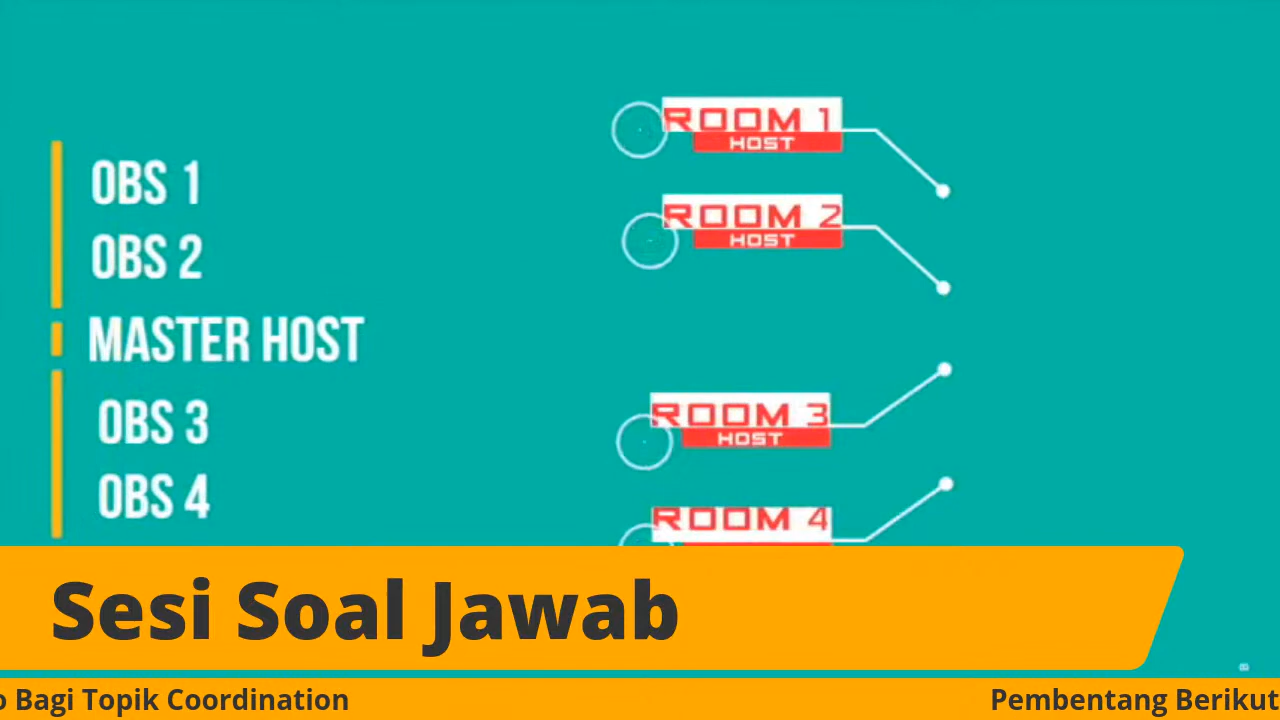 OBS 1
OBS 2
MASTER HOST
OBS 3
OBS 4
ROOM 1
HOST
ROOM 2
HOST
ROOM 3
HOST
ROOM 4
Sesi Soal Jawab
Bagi Topik Coordination
Pembentang Berikut